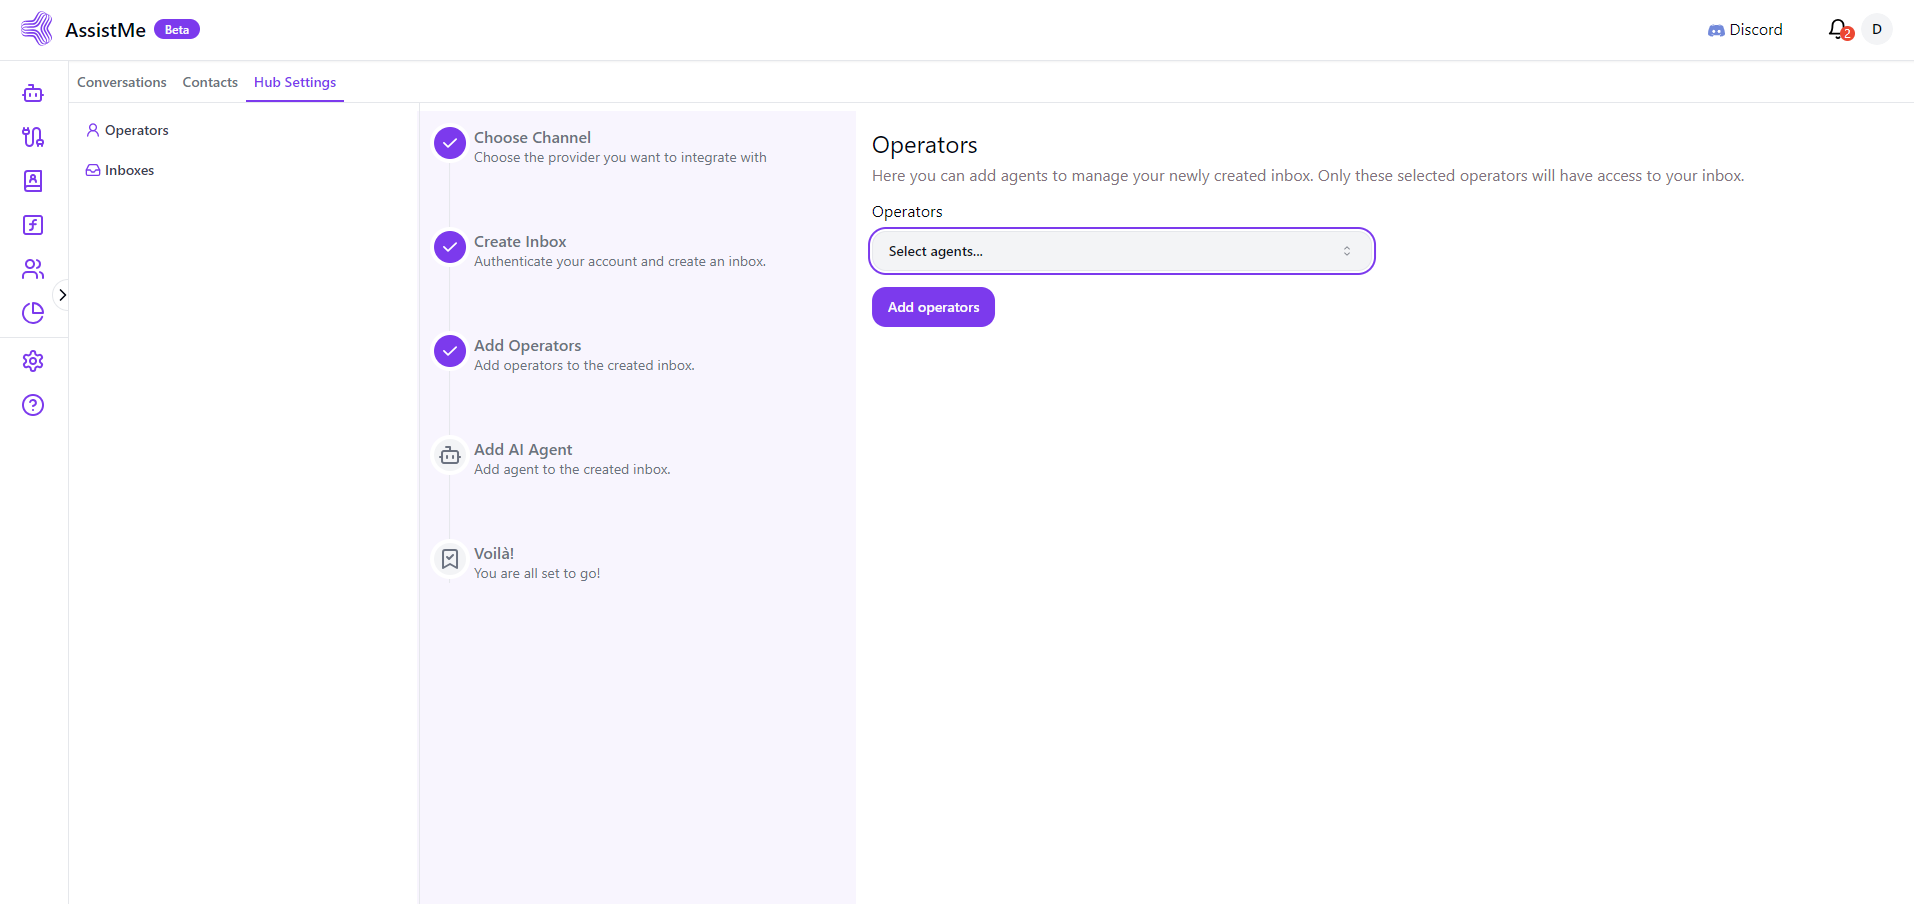 AssistMe Beta
Discord
2
D
Conversations Contacts Hub Settings
Operators
Inboxes
Choose Channel
Choose the provider you want to integrate with
Create Inbox
Authenticate your account and create an inbox.
Add Operators
Add operators to the created inbox.
Add AI Agent
Add agent to the created inbox.
Voilà!
You are all set to go!
Operators
Here you can add agents to manage your newly created inbox. Only these selected operators will have access to your inbox.
Operators
Select agents...
Add operators